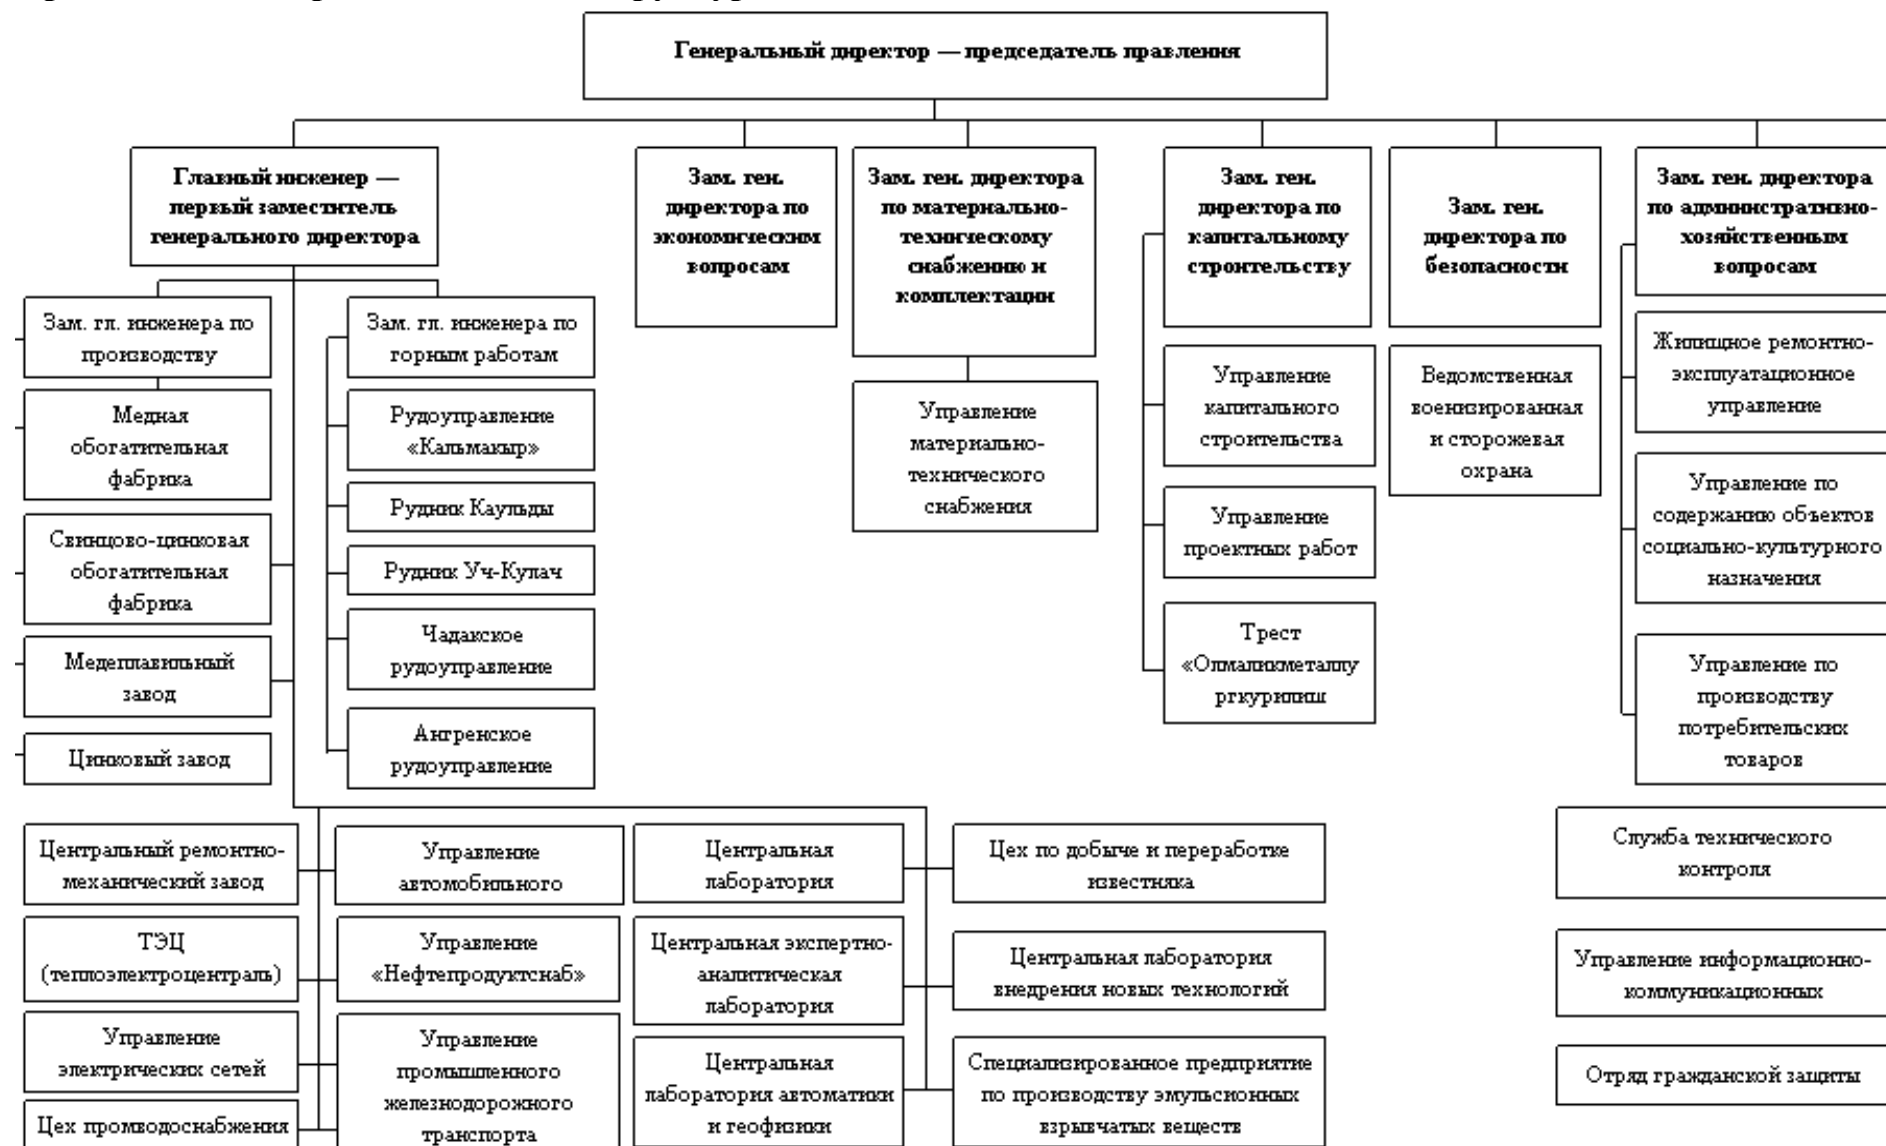 Генеральный директор — председатель правления
Главный инженер —
первый заместитель
генерального директора
Зам. ген.
директора по
экономическим
вопросам
Зам. ген. директора
по материально-
техническому
снабжению и
комплектации
Зам. ген.
директора по
капитальному
строительству
Зам. ген.
директора по
безопасности
Зам. ген. директора
по административно-
хозяйственным
вопросам
Зам. гл. инженера по
производству
Медная
обогатительная
фабрика
Свинцово-цинковая
обогатительная
фабрика
Медеплавильный
завод
Цинковый завод
Зам. гл. инженера по
горным работам
Рудоуправление
«Кальмакыр»
Рудник Каульды
Рудник Уч-Кулач
Чадакское
рудоуправление
Ангренское
рудоуправление
Управление
материально-
технического
снабжения
Управление
капитального
строительства
Управление
проектных работ
Трест
«Олмаликметаллу
ргкурилиш
Ведомственная
военизированная
и сторожевая
охрана
Жилищное ремонтно-
эксплуатационное
управление
Управление по
содержанию объектов
социально-культурного
назначения
Управление по
производству
потребительских
товаров
Центральный ремонтно-
механический завод
ТЭЦ
(теплоэлектроцентраль)
Управление
электрических сетей
Цех промводоснабжения
Управление
автомобильного
Управление
«Нефтепродуктснаб»
Управление
промышленного
железнодорожного
транспорта
Центральная
лаборатория
Центральная экспертно-
аналитическая
лаборатория
Центральная
лаборатория автоматики
и геофизики
Цех по добыче и переработке
известняка
Центральная лаборатория
внедрения новых технологий
Специализированное предприятие
по производству эмульсионных
взрывчатых веществ
Служба технического
контроля
Управление информационно-
коммуникационных
Отряд гражданской защиты